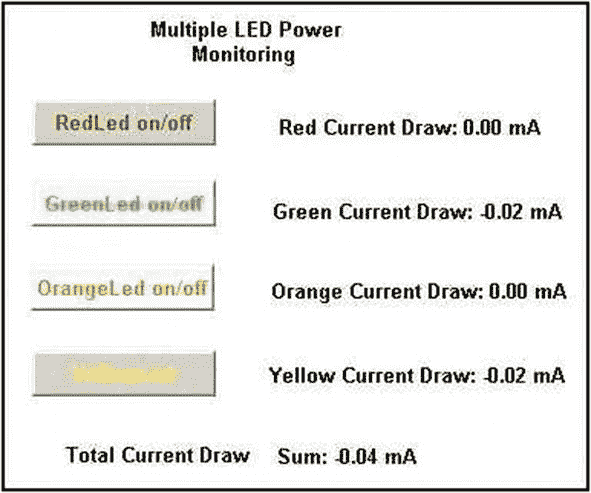 Multiple LED Power
Monitoring
RedLed on/off
Red Current Draw: 0.00 mA
GreenLed on/off
Green Current Draw: -0.02 mA
OrangeLed on/off
Orange Current Draw: 0.00 mA
Yellow Current Draw: -0.02 mA
Total Current Draw Sum: -0.04 mA